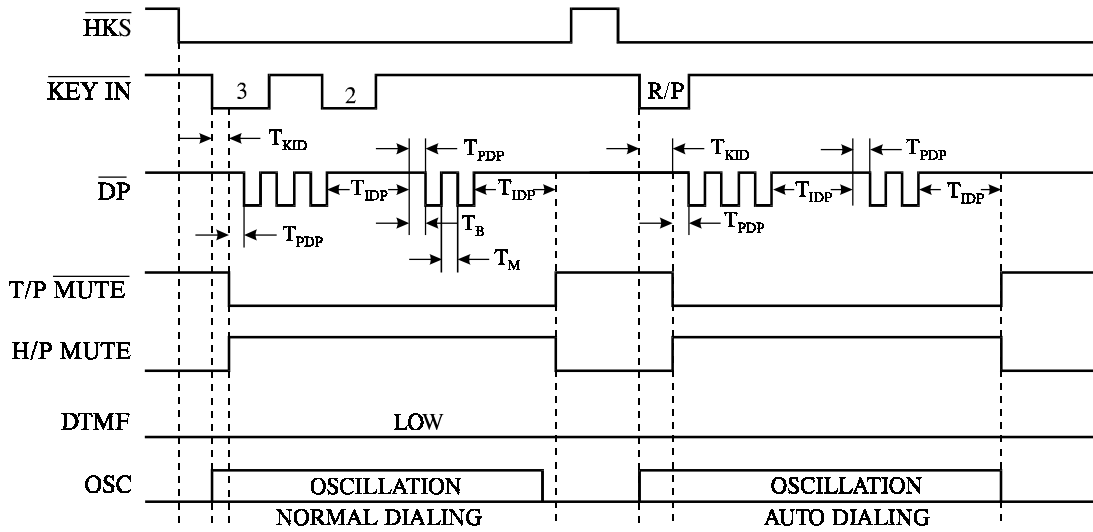 HKS
KEY IN 3 2 R/P
T_KID T_PDP T_KID T_PDP
DP T_IDP T_IDP T_IDP T_IDP
T_PDP T_B T_PDP
T_M
T/P MUTE
H/P MUTE
DTMF LOW
OSC OSCILLATION OSCILLATION
NORMAL DIALING AUTO DIALING